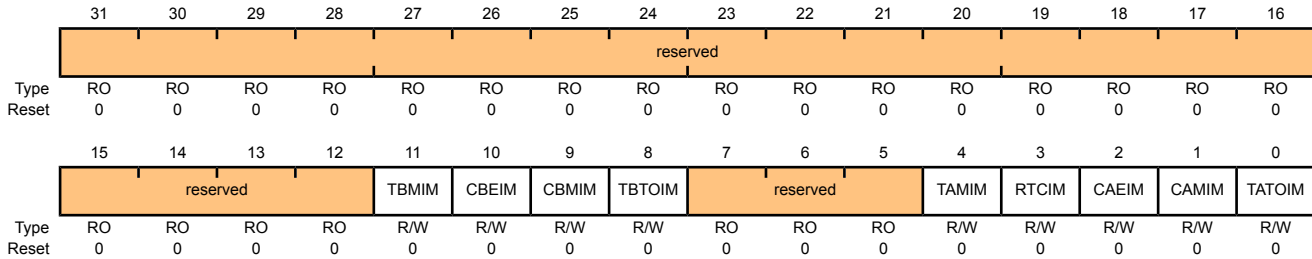 31 30 29 28 27 26 25 24 23 22 21 20 19 18 17 16
reserved
Type RO RO RO RO RO RO RO RO RO RO RO RO RO RO RO RO
Reset 0 0 0 0 0 0 0 0 0 0 0 0 0 0 0 0
15 14 13 12 11 10 9 8 7 6 5 4 3 2 1 0
reserved TBMIM CBEIM CBMIM TBTOIM reserved TAMIM RTCIM CAEIM CAMIM TATOIM
Type RO RO RO RO R/W R/W R/W R/W RO RO RO R/W R/W R/W R/W R/W
Reset 0 0 0 0 0 0 0 0 0 0 0 0 0 0 0 0